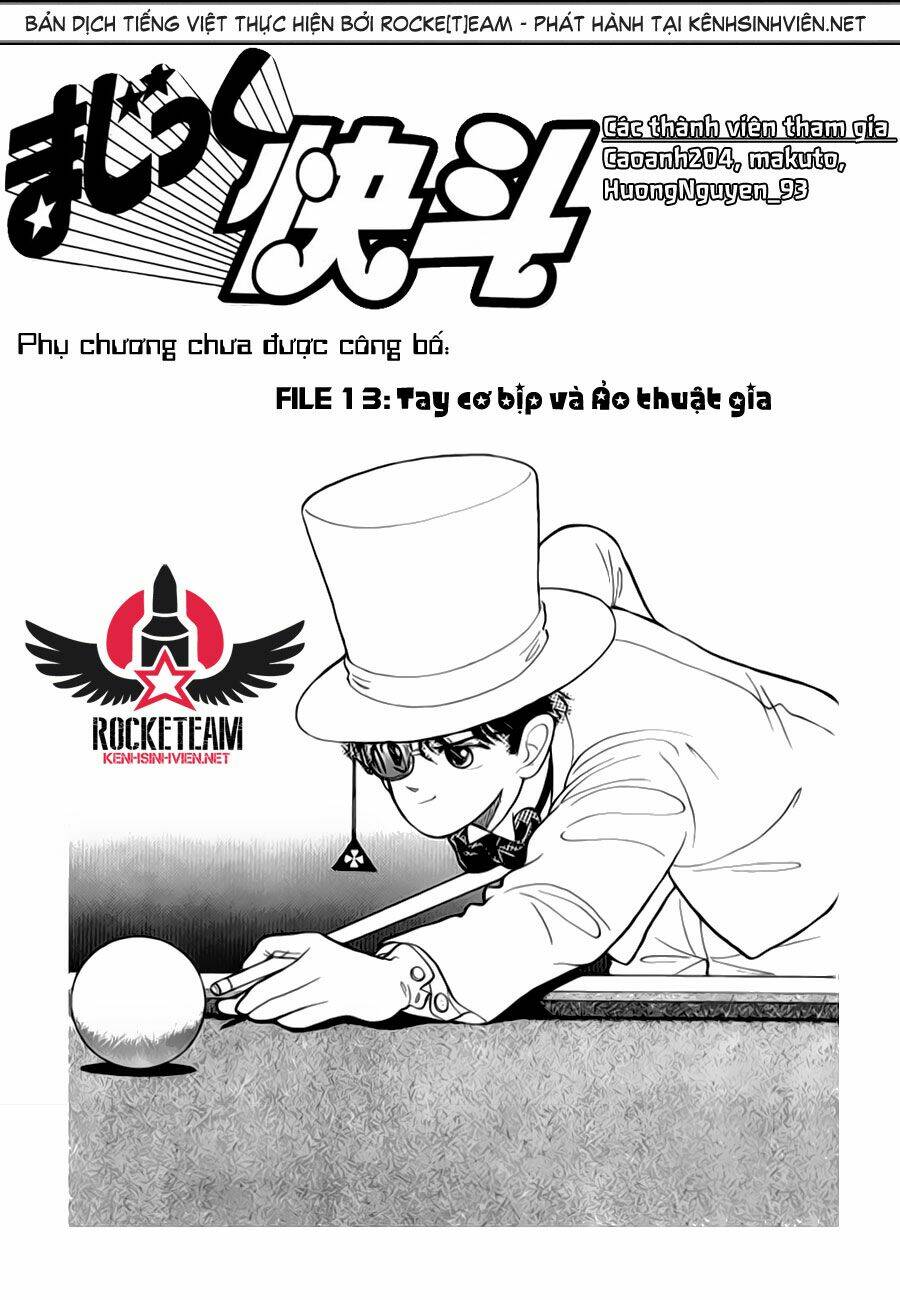 BẢN DỊCH TIẾNG VIỆT THỰC HIỆN BỞI ROCKE[T]EAM - PHÁT HÀNH TẠI KÊNHSINHVIÊN.NET
まじっく
快斗
Các thành viên tham gia
Caoanh204, makuto,
HuongNguyen_93
Phụ chương chưa được công bố:
FILE 13: Tay cơ bịp và Ảo thuật gia
ROCKETEAM
KENHSINHVIEN.NET